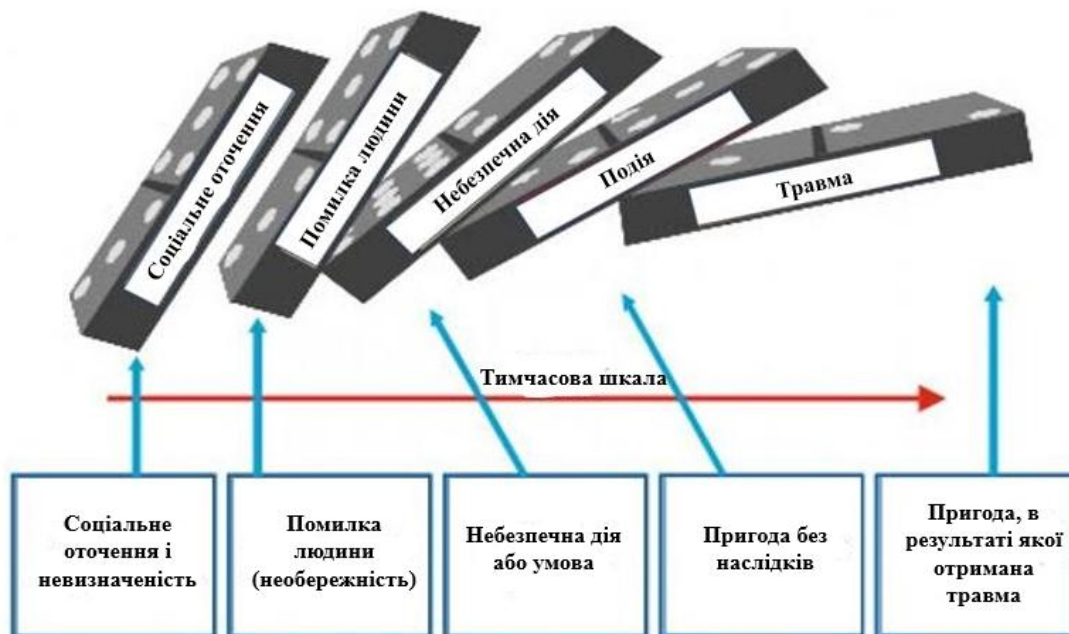 Соціальне оточення
Помилка людини
Небезпечна дія
Подія
Травма
Тимчасова шкала
Соціальне
оточення і
невизначеність
Помилка
людини
(необережність)
Небезпечна дія
або умова
Пригода без
наслідків
Пригода, в
результаті якої
отримана
травма